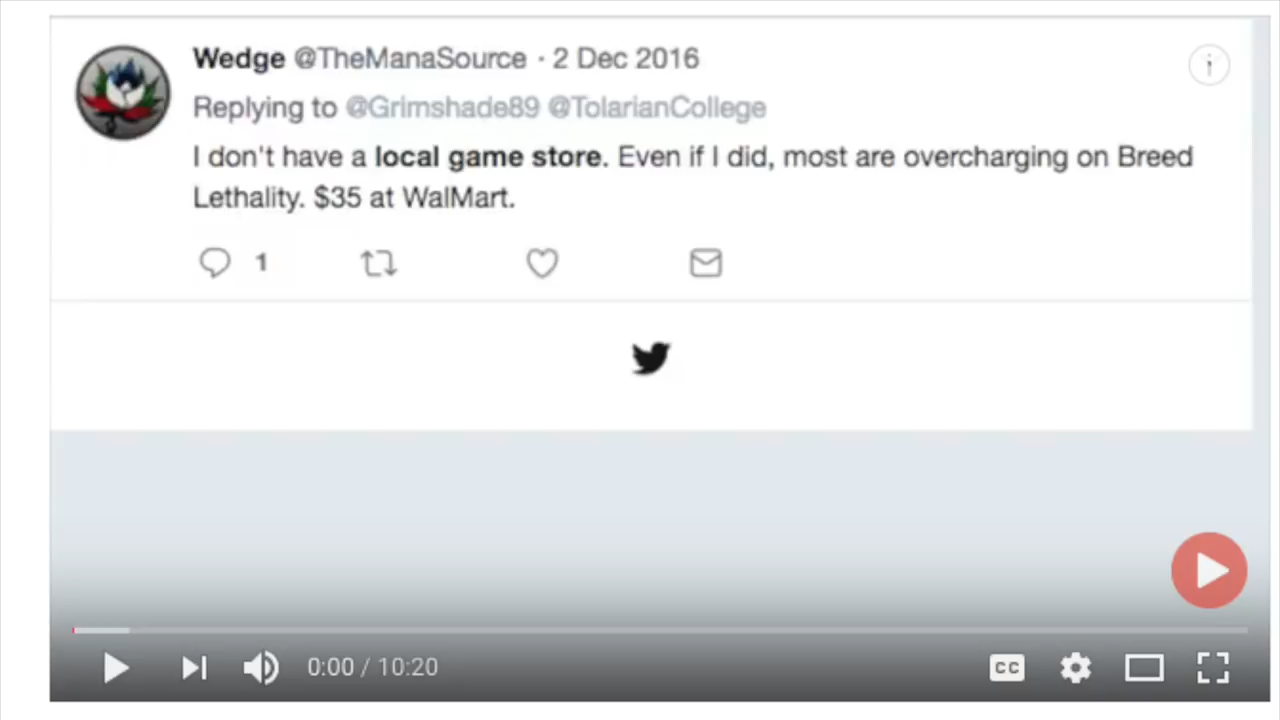 Wedge @TheManaSource · 2 Dec 2016
Replying to @Grimshade89 @TolarianCollege
I don't have a local game store. Even if I did, most are overcharging on Breed
Lethality. $35 at WalMart.
1
0:00 / 10:20
CC